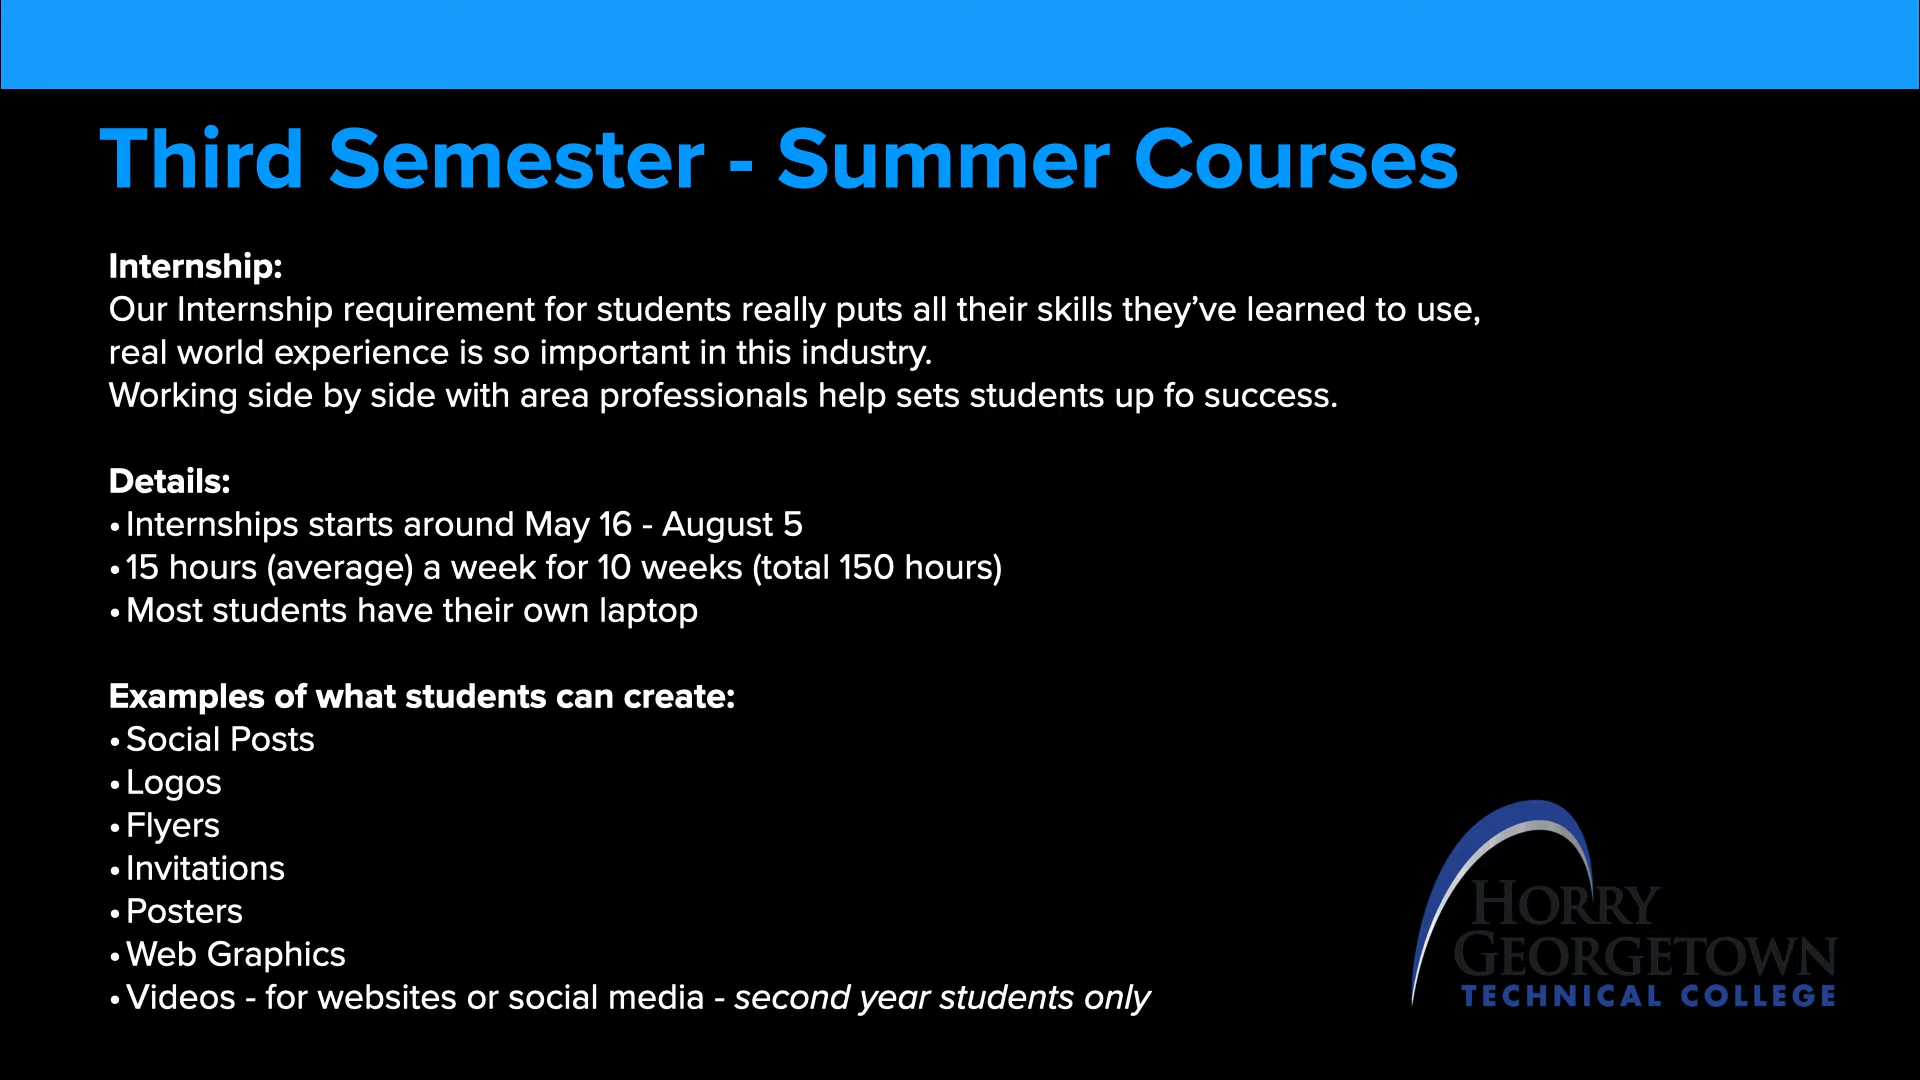 Third Semester - Summer Courses
Internship:
Our Internship requirement for students really puts all their skills they’ve learned to use,
real world experience is so important in this industry.
Working side by side with area professionals help sets students up fo success.
Details:
• Internships starts around May 16 - August 5
• 15 hours (average) a week for 10 weeks (total 150 hours)
• Most students have their own laptop
Examples of what students can create:
• Social Posts
• Logos
• Flyers
• Invitations
• Posters
• Web Graphics
• Videos - for websites or social media - second year students only
HORRY
GEORGETOWN
TECHNICAL COLLEGE